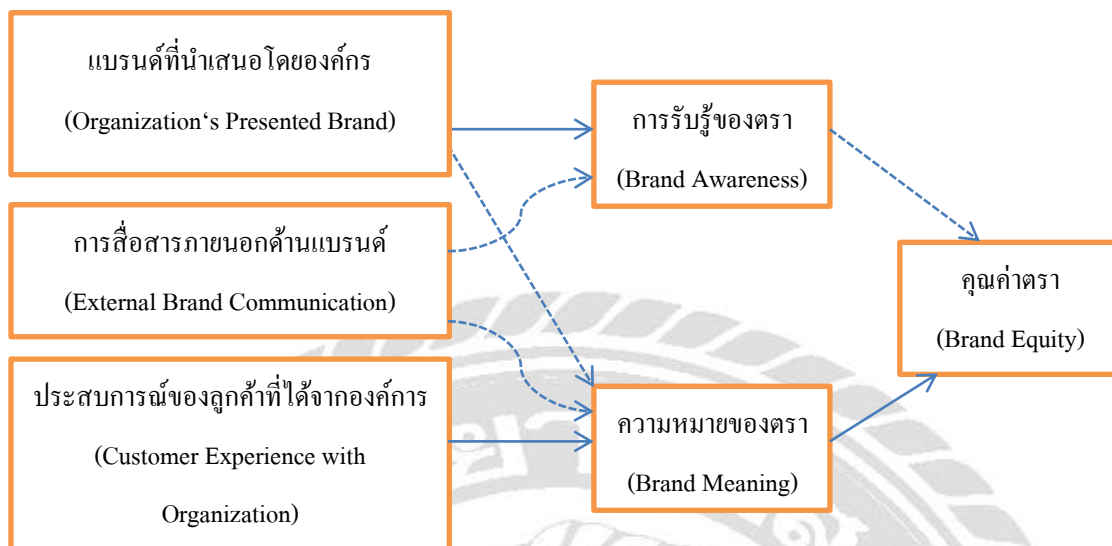 แบรนด์ที่นำเสนอโดยองค์กร
(Organization‘s Presented Brand)
การสื่อสารภายนอกด้านแบรนด์
(External Brand Communication)
ประสบการณ์ของลูกค้าที่ได้จากองค์การ
(Customer Experience with
Organization)
การรับรู้ของตรา
(Brand Awareness)
ความหมายของตรา
(Brand Meaning)
คุณค่าตรา
(Brand Equity)